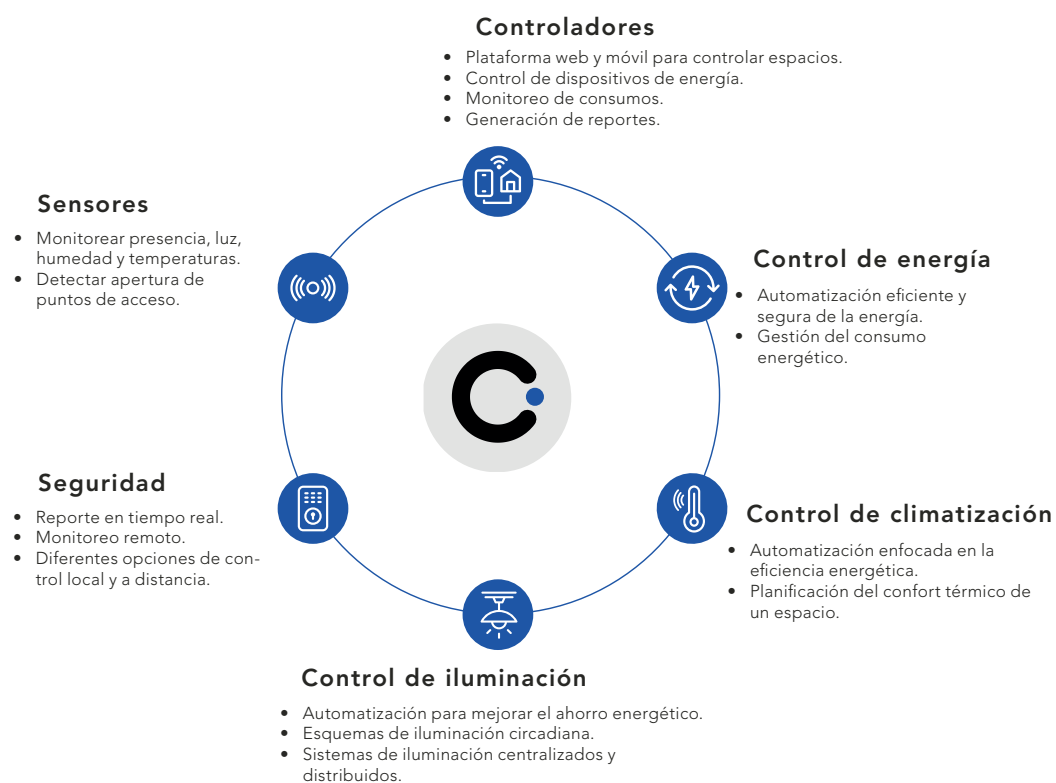 Controladores
• Plataforma web y móvil para controlar espacios.
• Control de dispositivos de energía.
• Monitoreo de consumos.
• Generación de reportes.
Sensores
• Monitorear presencia, luz,
humedad y temperaturas.
• Detectar apertura de
puntos de acceso.
Control de energía
• Automatización eficiente y
segura de la energía.
• Gestión del consumo
energético.
Seguridad
• Reporte en tiempo real.
• Monitoreo remoto.
• Diferentes opciones de con-
trol local y a distancia.
Control de climatización
• Automatización enfocada en la
eficiencia energética.
• Planificación del confort térmico de
un espacio.
Control de iluminación
• Automatización para mejorar el ahorro energético.
• Esquemas de iluminación circadiana.
• Sistemas de iluminación centralizados y
distribuidos.